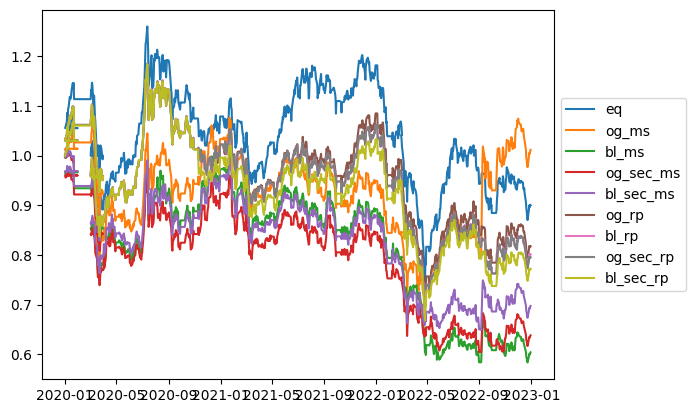 1.2
1.1
1.0
0.9
0.8
0.7
0.6
2020-01 2020-05 2020-09 2021-01 2021-05 2021-09 2022-01 2022-05 2022-09 2023-01
eq
og_ms
bl_ms
og_sec_ms
bl_sec_ms
og_rp
bl_rp
og_sec_rp
bl_sec_rp